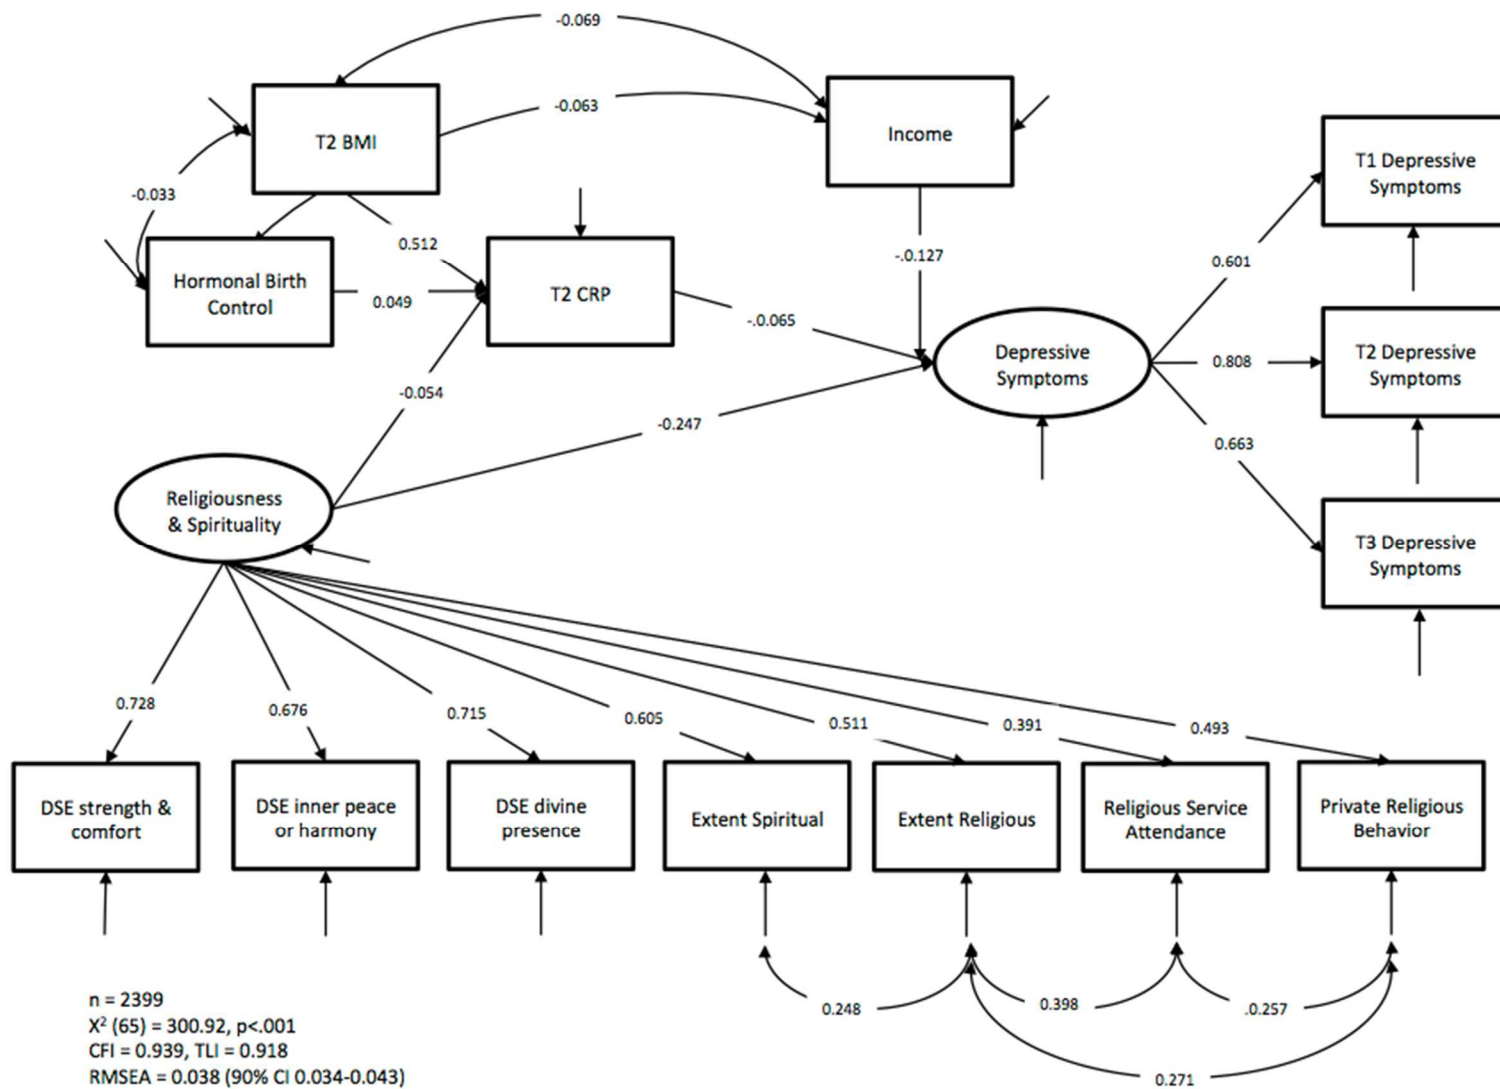 -0.069
T2 BMI
-0.063
Income
T1 Depressive
Symptoms
-0.033
0.512
Hormonal Birth
Control
0.049
T2 CRP
-.0.127
0.601
-.0.065
Depressive
Symptoms
0.808
T2 Depressive
Symptoms
-0.054
-0.247
0.663
Religiousness
& Spirituality
T3 Depressive
Symptoms
0.728
0.676
0.715
0.605
0.511
0.391
0.493
DSE strength &
comfort
DSE inner peace
or harmony
DSE divine
presence
Extent Spiritual
Extent Religious
Religious Service
Attendance
Private Religious
Behavior
0.248
0.398
.0.257
0.271
n = 2399
X² (65) = 300.92, p<.001
CFI = 0.939, TLI = 0.918
RMSEA = 0.038 (90% CI 0.034-0.043)